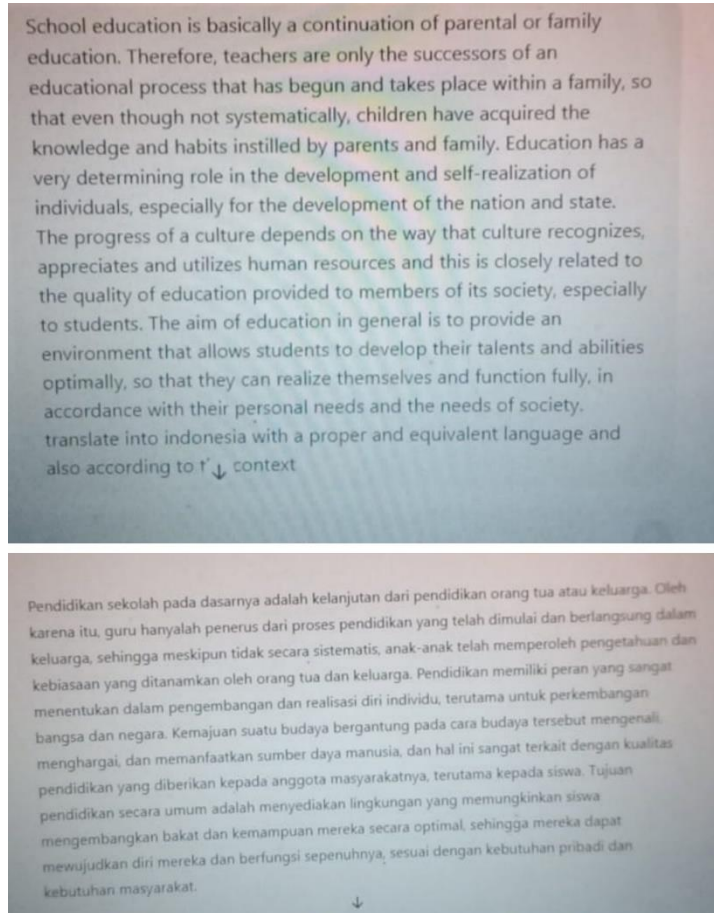 School education is basically a continuation of parental or family
education. Therefore, teachers are only the successors of an
educational process that has begun and takes place within a family, so
that even though not systematically, children have acquired the
knowledge and habits instilled by parents and family. Education has a
very determining role in the development and self-realization of
individuals, especially for the development of the nation and state.
The progress of a culture depends on the way that culture recognizes,
appreciates and utilizes human resources and this is closely related to
the quality of education provided to members of its society, especially
to students. The aim of education in general is to provide an
environment that allows students to develop their talents and abilities
optimally, so that they can realize themselves and function fully, in
accordance with their personal needs and the needs of society.
translate into indonesia with a proper and equivalent language and
also according to context
Pendidikan sekolah pada dasarnya adalah kelanjutan dari pendidikan orang tua atau keluarga. Oleh
karena itu, guru hanyalah penerus dari proses pendidikan yang telah dimulai dan berlangsung dalam
keluarga, sehingga meskipun tidak secara sistematis, anak-anak telah memperoleh pengetahuan dan
kebiasaan yang ditanamkan oleh orang tua dan keluarga. Pendidikan memiliki peran yang sangat
menentukan dalam pengembangan dan realisasi diri individu, terutama untuk perkembangan
bangsa dan negara. Kemajuan suatu budaya bergantung pada cara budaya tersebut mengenali,
menghargai, dan memanfaatkan sumber daya manusia, dan hal ini sangat terkait dengan kualitas
pendidikan yang diberikan kepada anggota masyarakatnya, terutama kepada siswa. Tujuan
pendidikan secara umum adalah menyediakan lingkungan yang memungkinkan siswa
mengembangkan bakat dan kemampuan mereka secara optimal, sehingga mereka dapat
mewujudkan diri mereka dan berfungsi sepenuhnya, sesuai dengan kebutuhan pribadi dan
kebutuhan masyarakat.